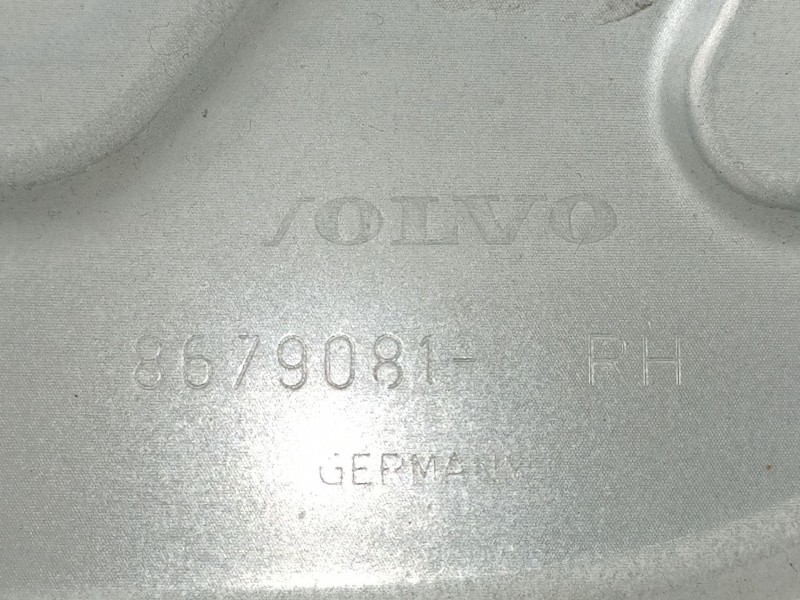 VOLVO
8679081- RH
GERMANY